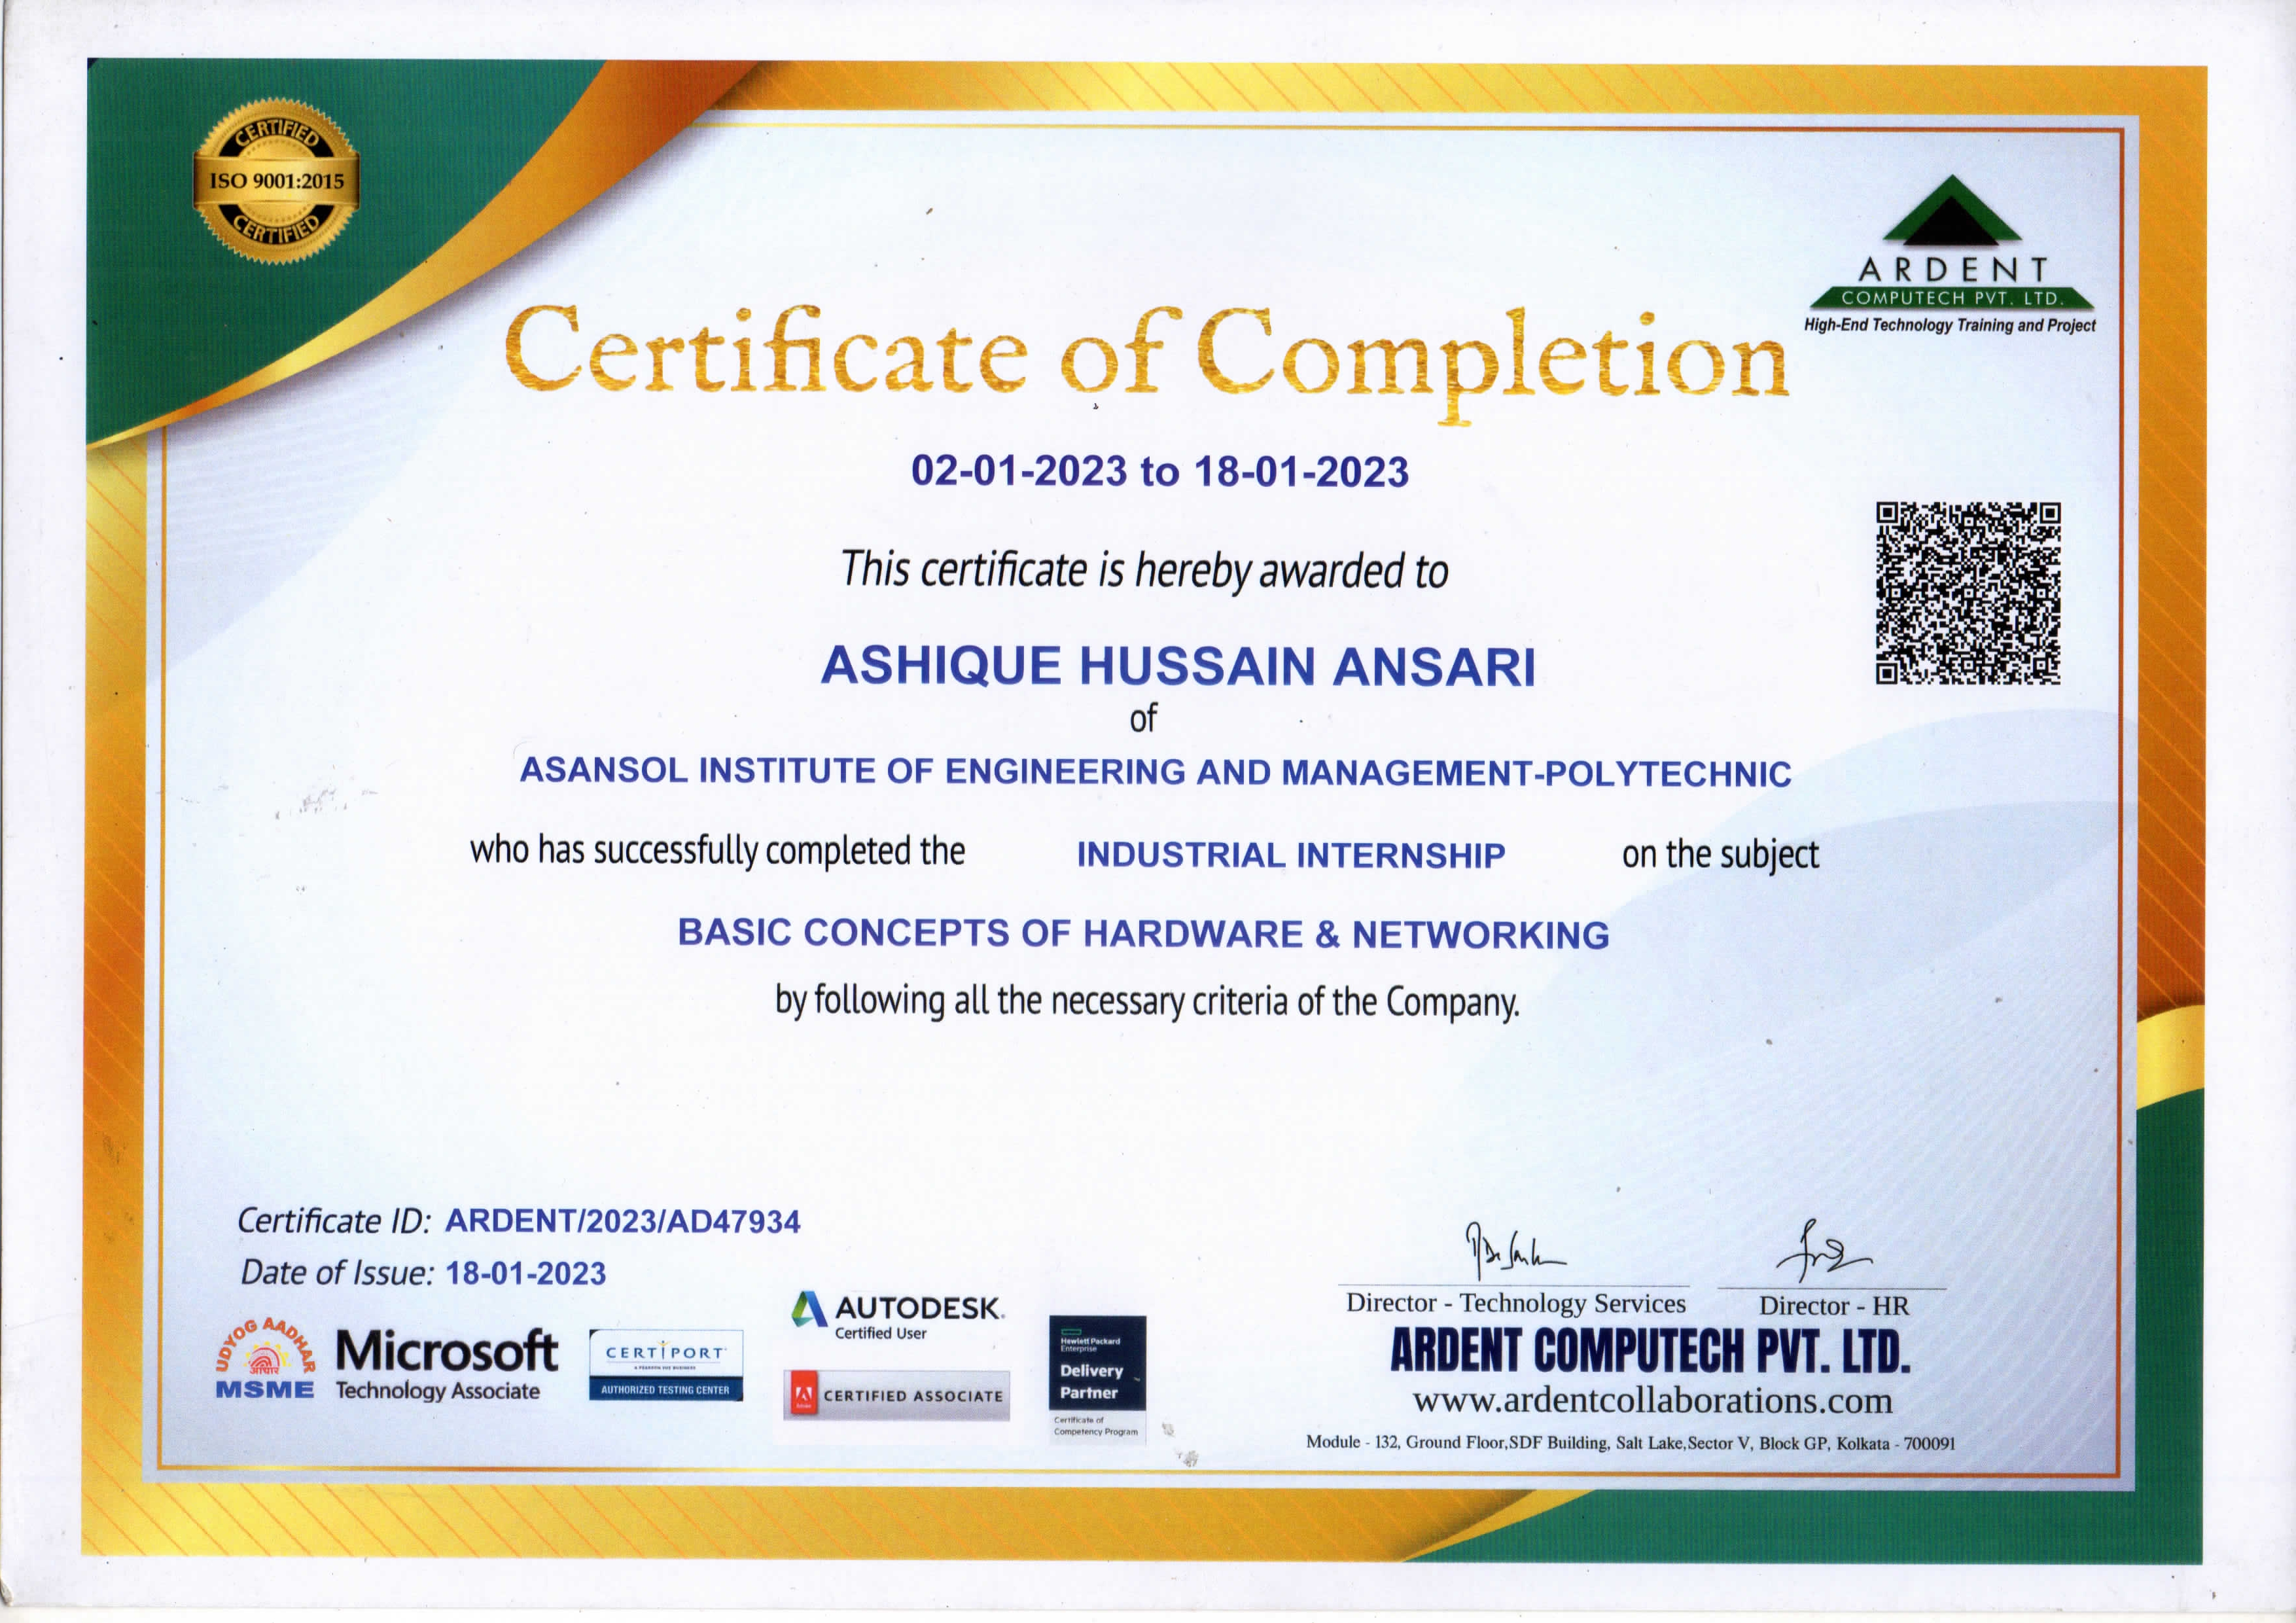 CERTIFIED
ISO 9001:2015
CERTIFIED
ARDENT
COMPUTECH PVT. LTD.
High-End Technology Training and Project
Certificate of Completion
02-01-2023 to 18-01-2023
This certificate is hereby awarded to
ASHIQUE HUSSAIN ANSARI
of
ASANSOL INSTITUTE OF ENGINEERING AND MANAGEMENT-POLYTECHNIC
who has successfully completed the INDUSTRIAL INTERNSHIP on the subject
BASIC CONCEPTS OF HARDWARE & NETWORKING
by following all the necessary criteria of the Company.
Certificate ID: ARDENT/2023/AD47934
Date of Issue: 18-01-2023
UDYOG AADHAR
आधार
MSME
Microsoft
Technology Associate
CERTIPORT
A PEARSON VUE BUSINESS
AUTHORIZED TESTING CENTER
AUTODESK.
Certified User
Adobe
CERTIFIED ASSOCIATE
Hewlett Packard
Enterprise
Delivery
Partner
Certificate of
Competency Program
Director - Technology Services
Director - HR
ARDENT COMPUTECH PVT. LTD.
www.ardentcollaborations.com
Module - 132, Ground Floor,SDF Building, Salt Lake,Sector V, Block GP, Kolkata - 700091